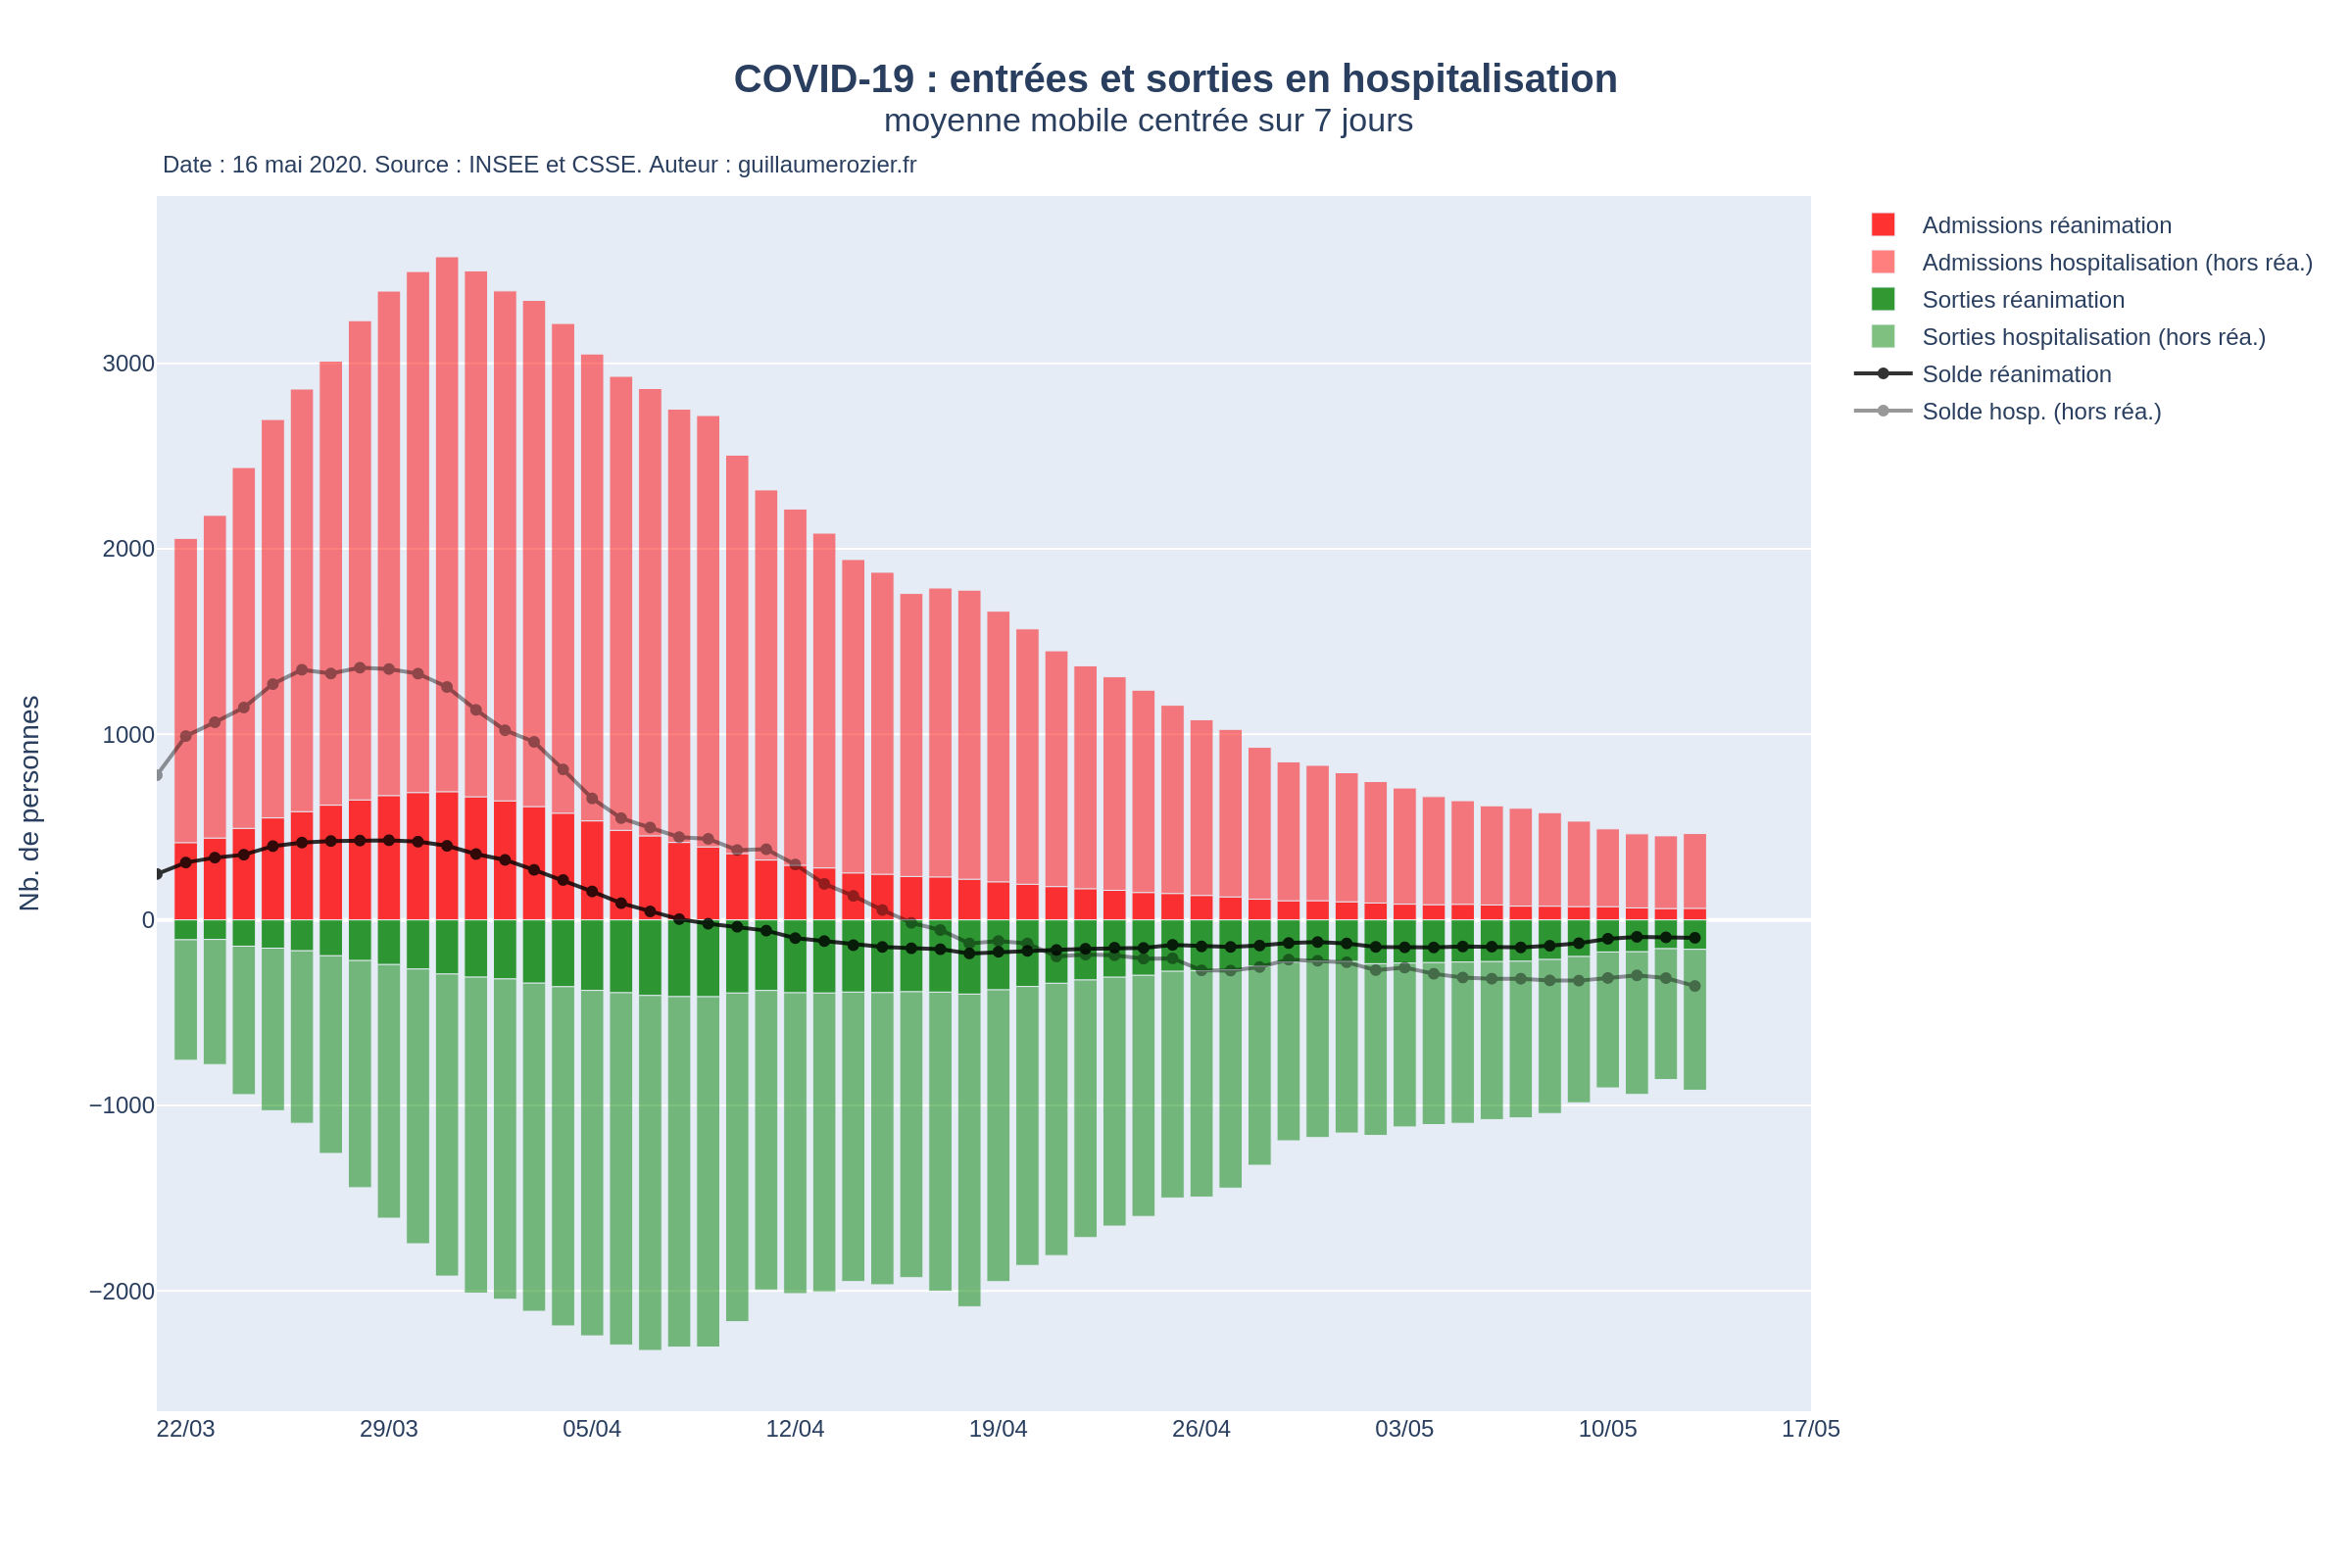 COVID-19 : entrées et sorties en hospitalisation
moyenne mobile centrée sur 7 jours
Date : 16 mai 2020. Source : INSEE et CSSE. Auteur : guillaumerozier.fr
Admissions réanimation
Admissions hospitalisation (hors réa.)
Sorties réanimation
Sorties hospitalisation (hors réa.)
Solde réanimation
Solde hosp. (hors réa.)
Nb. de personnes
3000
2000
1000
0
−1000
−2000
22/03 29/03 05/04 12/04 19/04 26/04 03/05 10/05 17/05